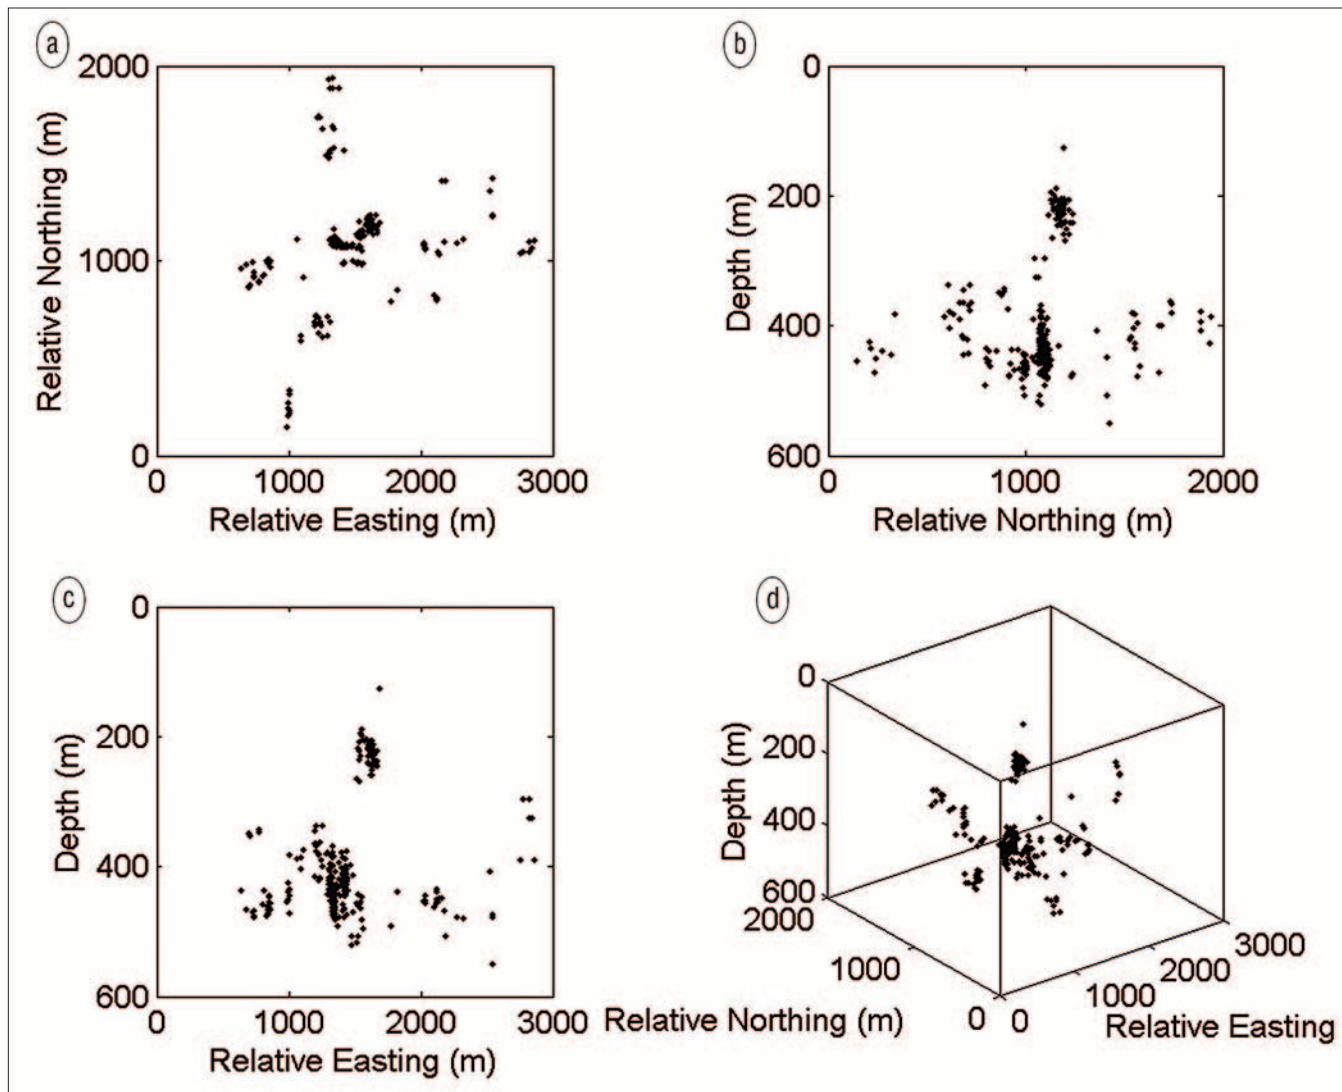 a
2000
1000
0
0 1000 2000 3000
Relative Northing (m)
Relative Easting (m)
b
0
200
400
600
0 1000 2000
Depth (m)
Relative Northing (m)
c
0
200
400
600
0 1000 2000 3000
Depth (m)
Relative Easting (m)
d
0
200
400
600
Depth (m)
2000
1000
0
Relative Northing (m)
0
1000
2000
3000
Relative Easting